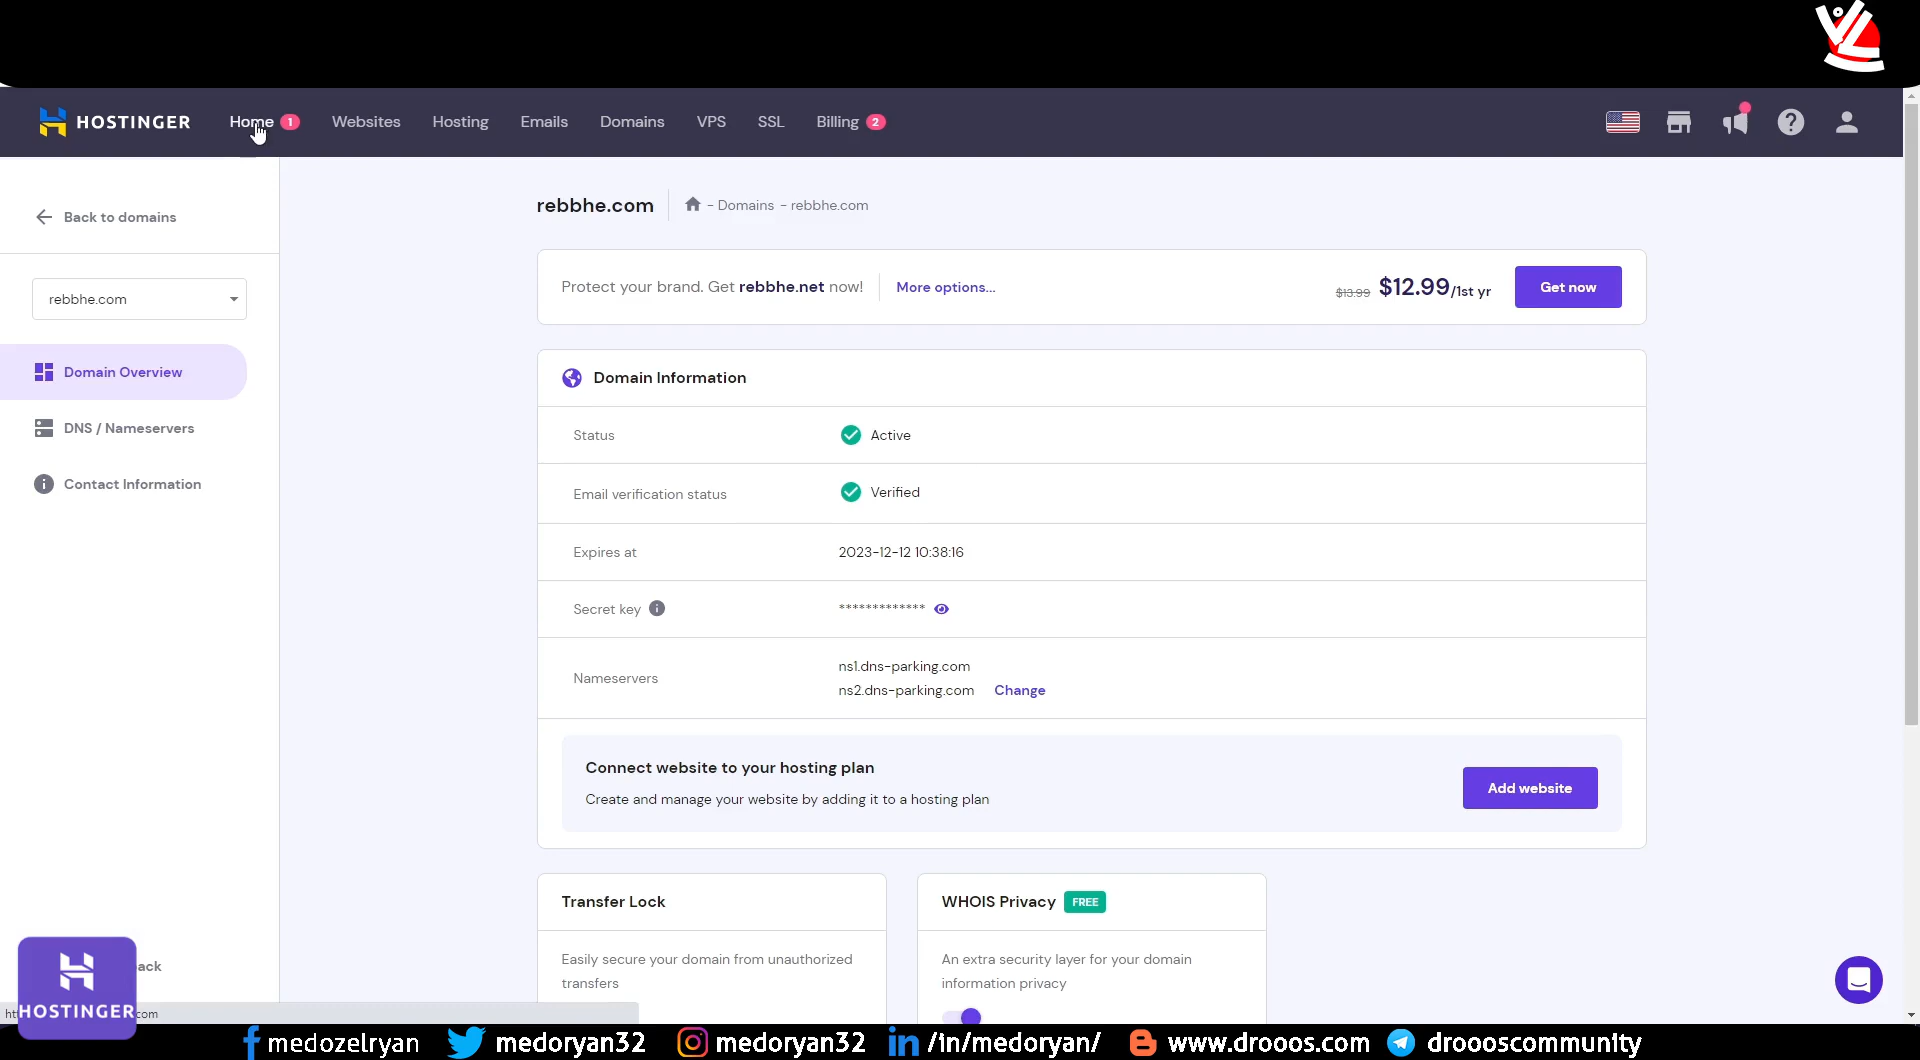 HOSTINGER
Home 1 Websites Hosting Emails Domains VPS SSL Billing 2
Back to domains
rebbhe.com
Domain Overview
DNS / Nameservers
Contact Information
rebbhe.com - Domains - rebbhe.com
Protect your brand. Get rebbhe.net now! More options... $13.99 $12.99/1st yr Get now
Domain Information
Status Active
Email verification status Verified
Expires at 2023-12-12 10:38:16
Secret key *************
Nameservers
ns1.dns-parking.com
ns2.dns-parking.com Change
Connect website to your hosting plan
Create and manage your website by adding it to a hosting plan
Add website
Transfer Lock
Easily secure your domain from unauthorized
transfers
WHOIS Privacy FREE
An extra security layer for your domain
information privacy
HOSTINGER
medozelryan medoryan32 medoryan32 /in/medoryan/ www.drooos.com droooscommunity